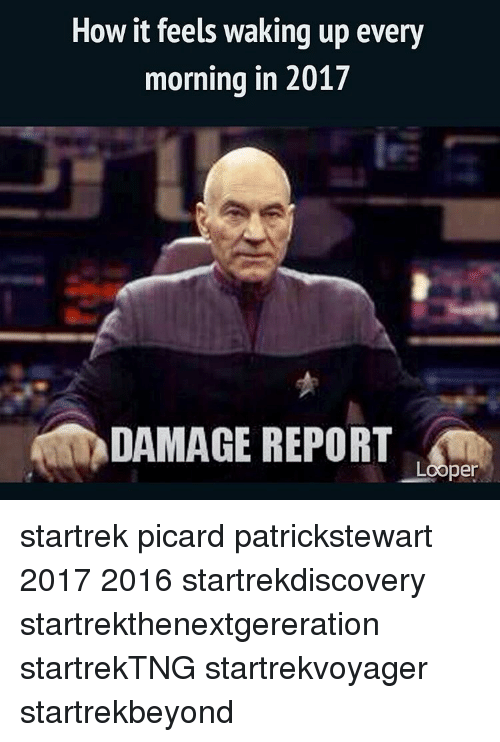 How it feels waking up every
morning in 2017
DAMAGE REPORT
Looper
startrek picard patrickstewart
2017 2016 startrekdiscovery
startrekthenextgereration
startrekTNG startrekvoyager
startrekbeyond